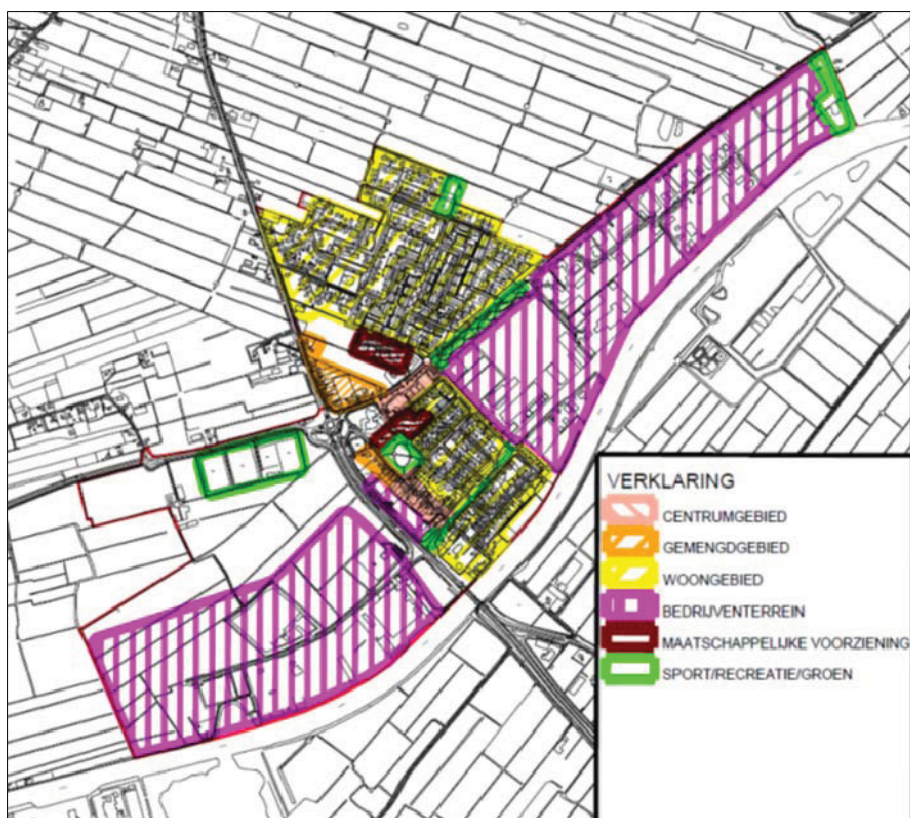 VERKLARING
CENTRUMGEBIED
GEMENGDGEBIED
WOONGEBIED
BEDRIJVENTERREIN
MAATSCHAPPELIJKE VOORZIENING
SPORT/RECREATIE/GROEN